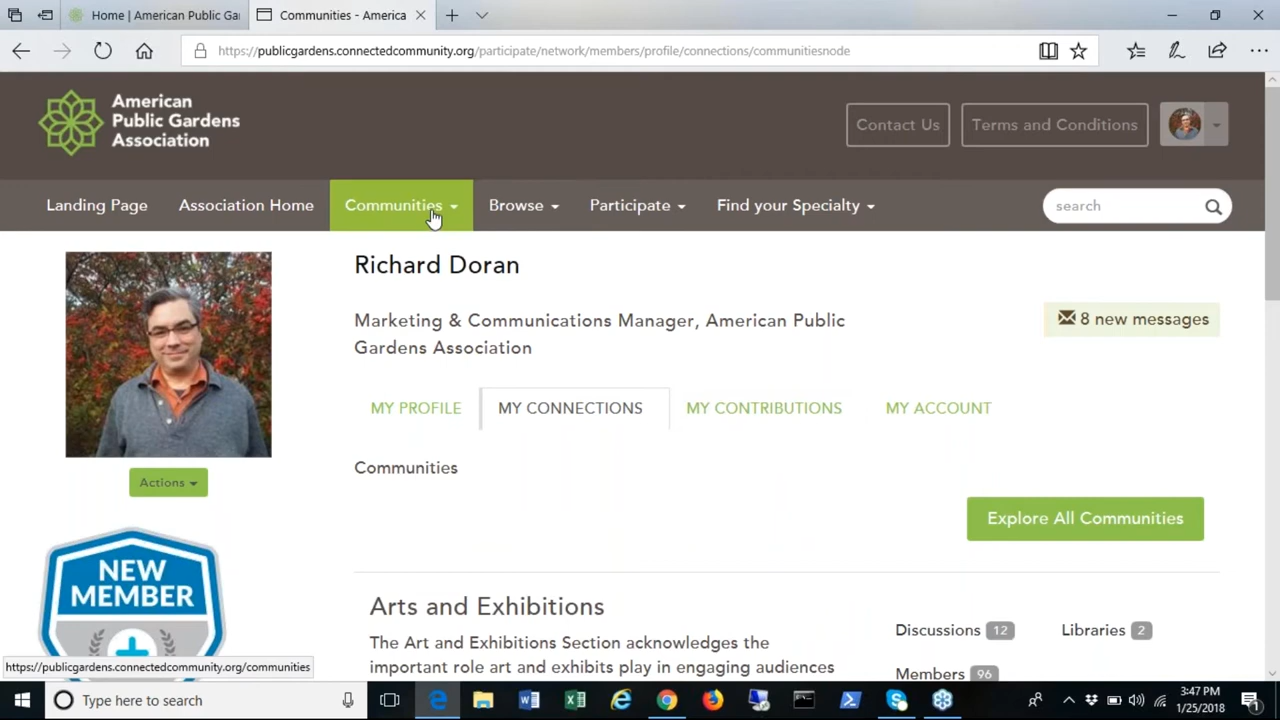 Home | American Public Gar
Communities - America
https://publicgardens.connectedcommunity.org/participate/network/members/profile/connections/communitiesnode
American
Public Gardens
Association
Contact Us
Terms and Conditions
Landing Page
Association Home
Communities
Browse
Participate
Find your Specialty
search
Richard Doran
Marketing & Communications Manager, American Public
Gardens Association
8 new messages
MY PROFILE
MY CONNECTIONS
MY CONTRIBUTIONS
MY ACCOUNT
Communities
Actions
Explore All Communities
NEW
MEMBER
Arts and Exhibitions
The Art and Exhibitions Section acknowledges the
important role art and exhibits play in engaging audiences
Discussions 12
Libraries 2
Members 96
https://publicgardens.connectedcommunity.org/communities
Type here to search
3:47 PM
1/25/2018